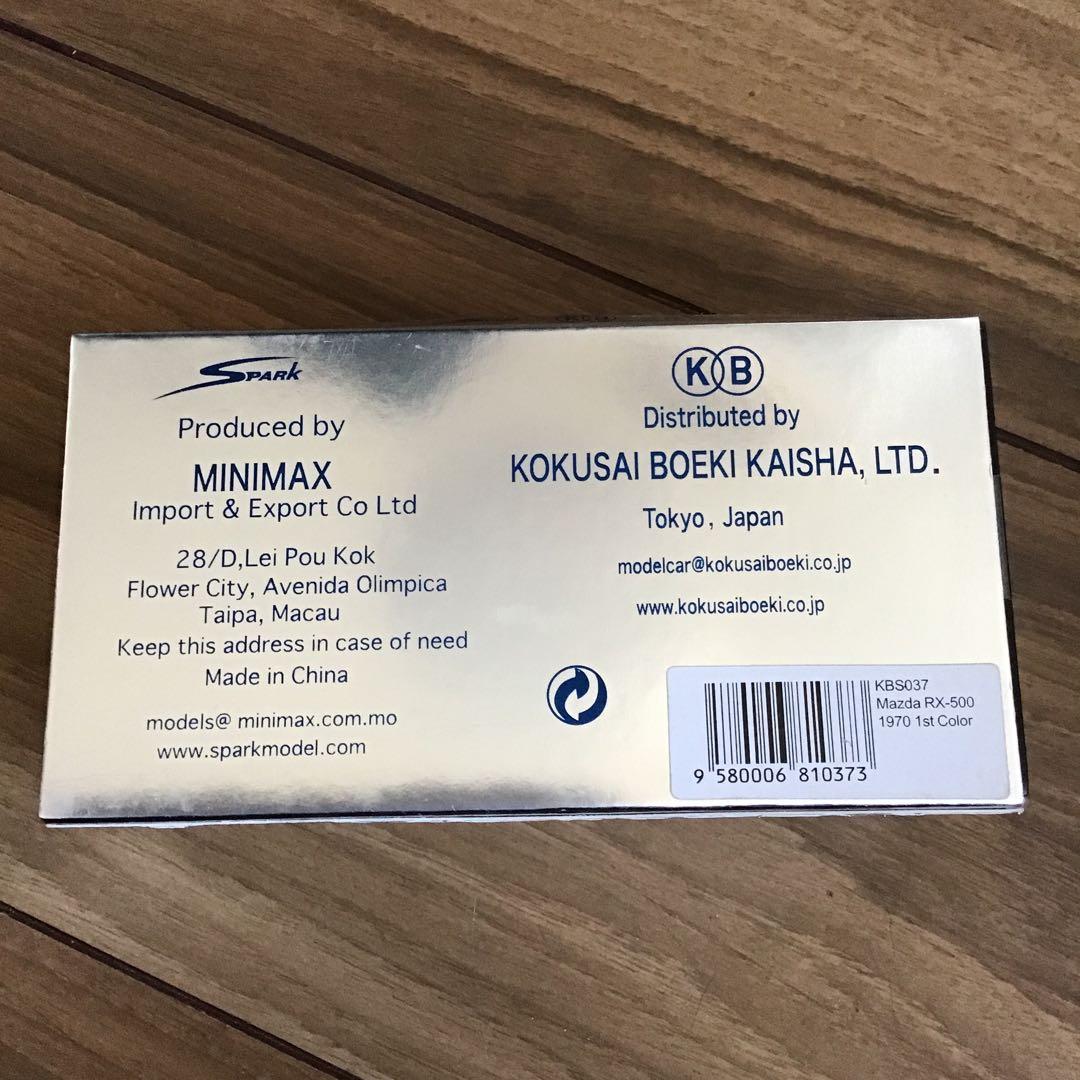 SPARK
Produced by
MINIMAX
Import & Export Co Ltd
28/D,Lei Pou Kok
Flower City, Avenida Olimpica
Taipa, Macau
Keep this address in case of need
Made in China
models@ minimax.com.mo
www.sparkmodel.com
KB
Distributed by
KOKUSAI BOEKI KAISHA, LTD.
Tokyo, Japan
modelcar@kokusaiboeki.co.jp
www.kokusaiboeki.co.jp
KBS037
Mazda RX-500
1970 1st Color
9 580006 810373